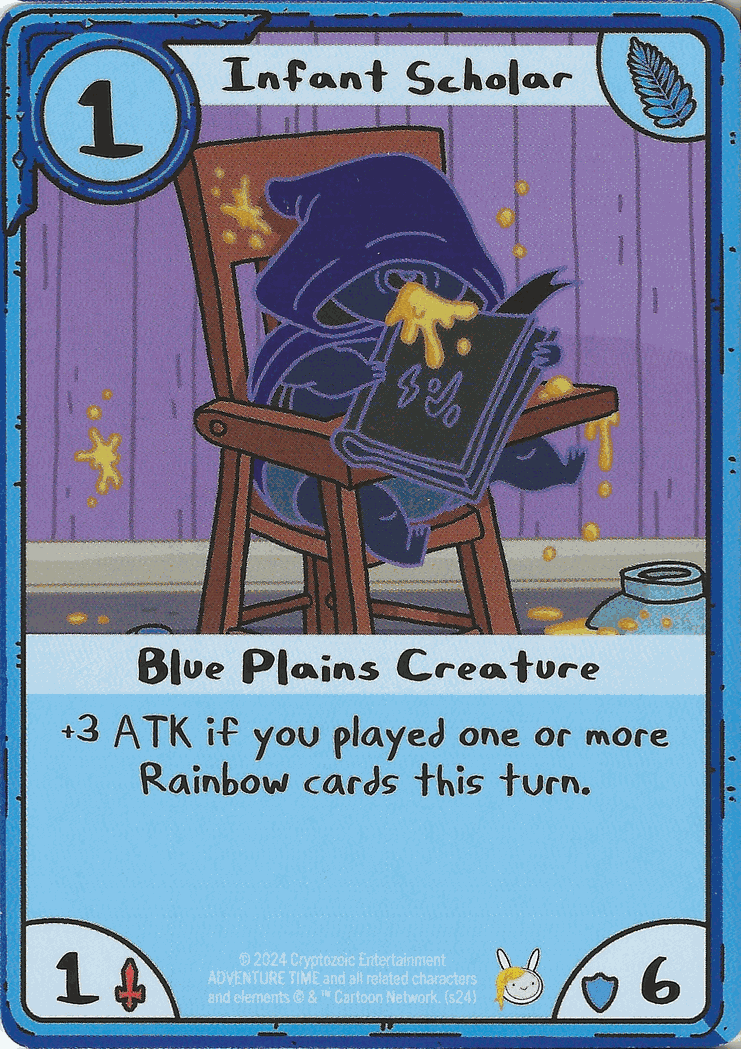 1
Infant Scholar
Blue Plains Creature
+3 ATK if you played one or more
Rainbow cards this turn.
1
© 2024 Cryptozoic Entertainment
ADVENTURE TIME and all related characters
and elements © & ™ Cartoon Network. (s24)
6